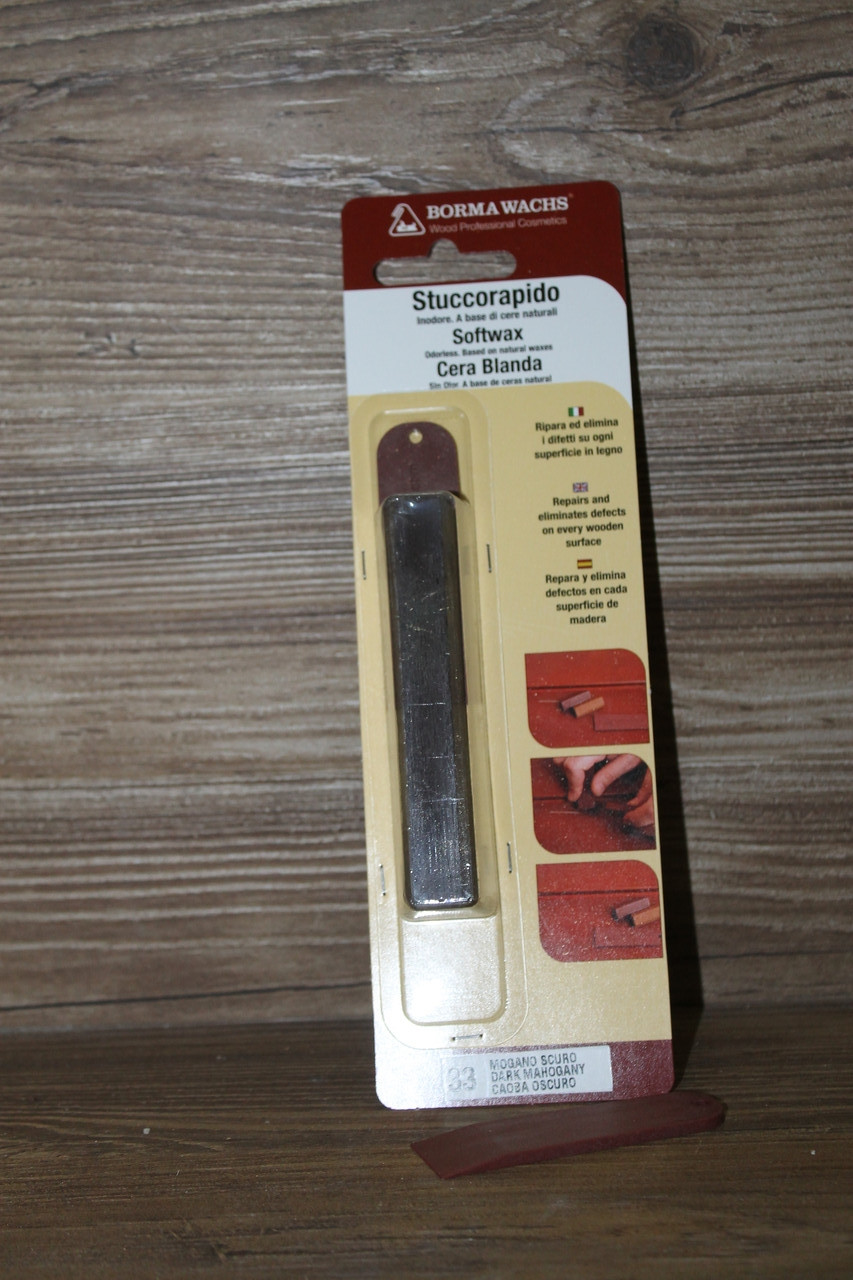 BORMA WACHS®
Wood Professional Cosmetics
Stuccorapido
Inodore. A base di cere naturali
Softwax
Odorless. Based on natural waxes
Cera Blanda
Sin Olor. A base de ceras natural
Ripara ed elimina
i difetti su ogni
superficie in legno
Repairs and
eliminates defects
on every wooden
surface
Repara y elimina
defectos en cada
superficie de
madera
33
MOGANO SCURO
DARK MAHOGANY
CAOBA OSCURO